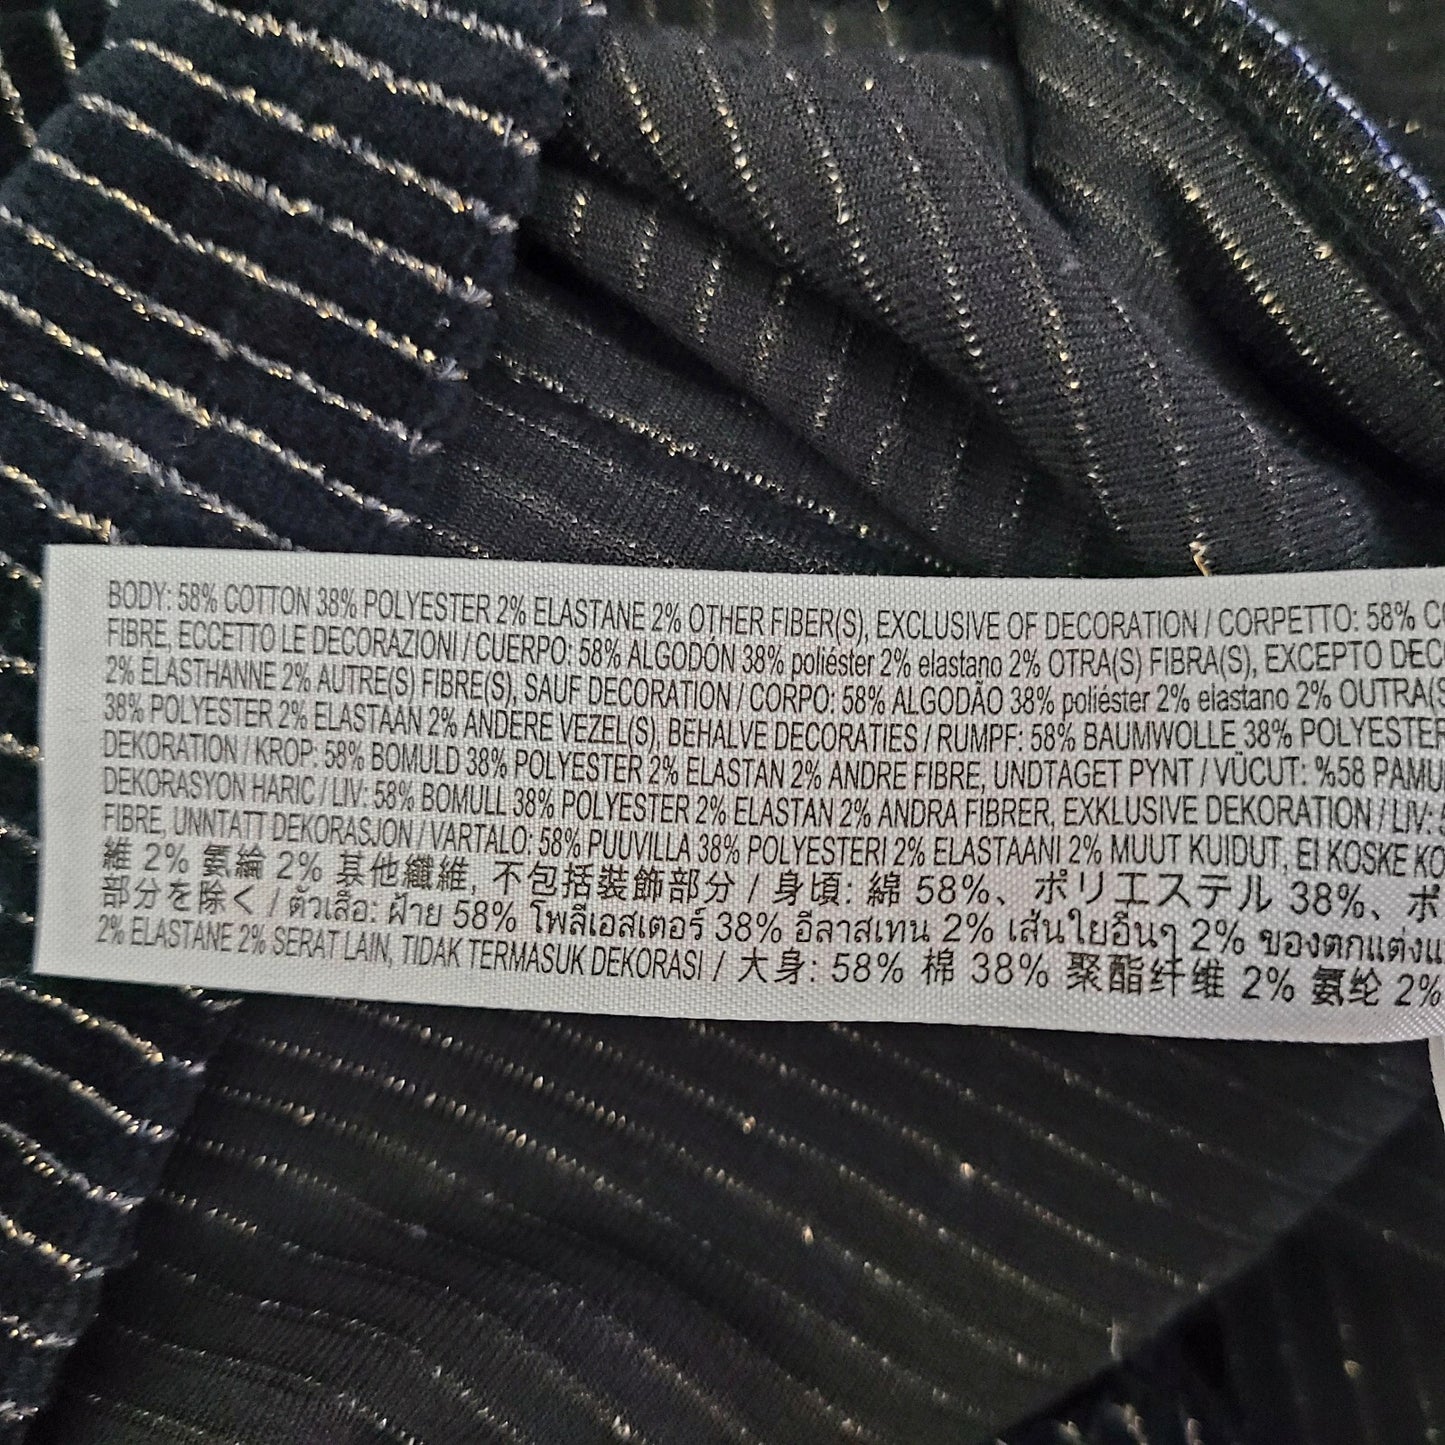 BODY: 58% COTTON 38% POLYESTER 2% ELASTANE 2% OTHER FIBER(S), EXCLUSIVE OF DECORATION / CORPETTO: 58% CO
FIBRE, ECCETTO LE DECORAZIONI / CUERPO: 58% ALGODÓN 38% poliéster 2% elastano 2% OTRA(S) FIBRA(S), EXCEPTO DEC
2% ELASTHANNE 2% AUTRE(S) FIBRE(S), SAUF DECORATION / CORPO: 58% ALGODÃO 38% poliéster 2% elastano 2% OUTRA(S
38% POLYESTER 2% ELASTAAN 2% ANDERE VEZEL(S), BEHALVE DECORATIES / RUMPF: 58% BAUMWOLLE 38% POLYESTER
DEKORATION / KROP: 58% BOMULD 38% POLYESTER 2% ELASTAN 2% ANDRE FIBRE, UNDTAGET PYNT / VÜCUT: %58 PAMU
DEKORASYON HARIC / LIV: 58% BOMULL 38% POLYESTER 2% ELASTAN 2% ANDRA FIBRER, EXKLUSIVE DEKORATION / LIV: 5
FIBRE, UNNTATT DEKORASJON / VARTALO: 58% PUUVILLA 38% POLYESTERI 2% ELASTAANI 2% MUUT KUIDUT, EI KOSKE KO
維 2% 氨綸 2% 其他纖維, 不包括裝飾部分 / 身頃: 綿 58%、ポリエステル 38%、ポ
部分を除く / ตัวเสื้อ: ฝ้าย 58% โพลีเอสเตอร์ 38% อีลาสเทน 2% เส้นใยอื่นๆ 2% ของตกแต่งแ
2% ELASTANE 2% SERAT LAIN, TIDAK TERMASUK DEKORASI / 大身: 58% 棉 38% 聚酯纤维 2% 氨纶 2%